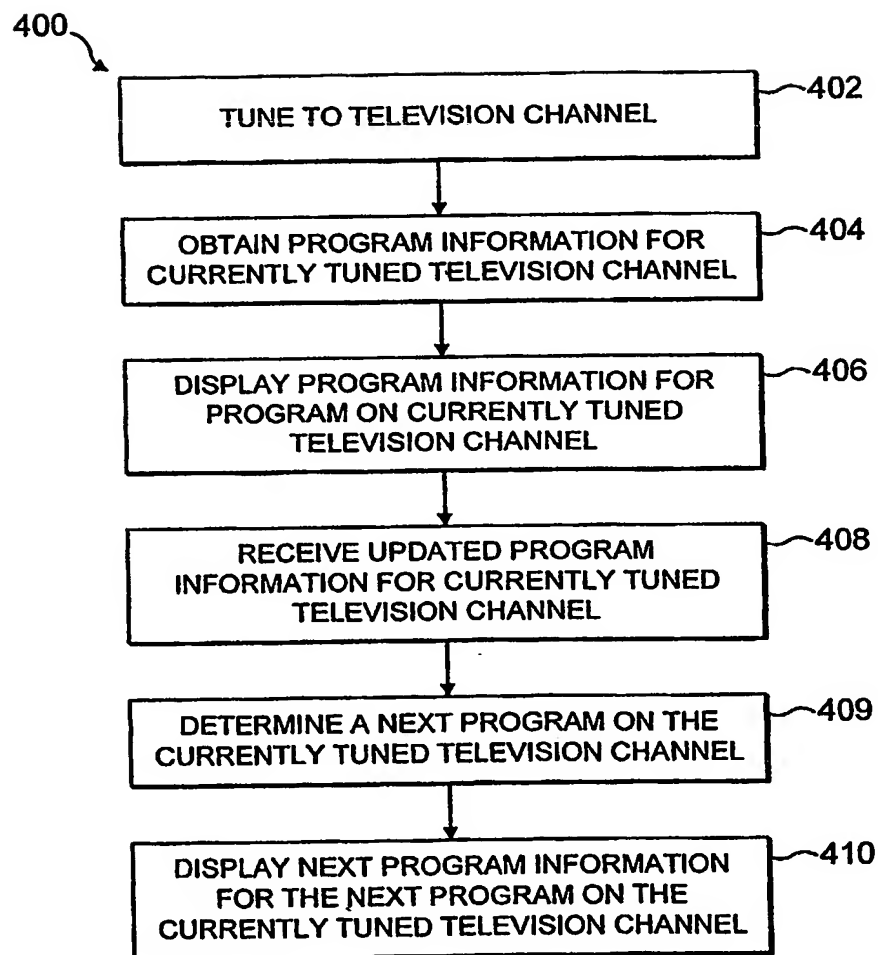 400
TUNE TO TELEVISION CHANNEL
402
OBTAIN PROGRAM INFORMATION FOR
CURRENTLY TUNED TELEVISION CHANNEL
404
DISPLAY PROGRAM INFORMATION FOR
PROGRAM ON CURRENTLY TUNED
TELEVISION CHANNEL
406
RECEIVE UPDATED PROGRAM
INFORMATION FOR CURRENTLY TUNED
TELEVISION CHANNEL
408
DETERMINE A NEXT PROGRAM ON THE
CURRENTLY TUNED TELEVISION CHANNEL
409
DISPLAY NEXT PROGRAM INFORMATION
FOR THE NEXT PROGRAM ON THE
CURRENTLY TUNED TELEVISION CHANNEL
410